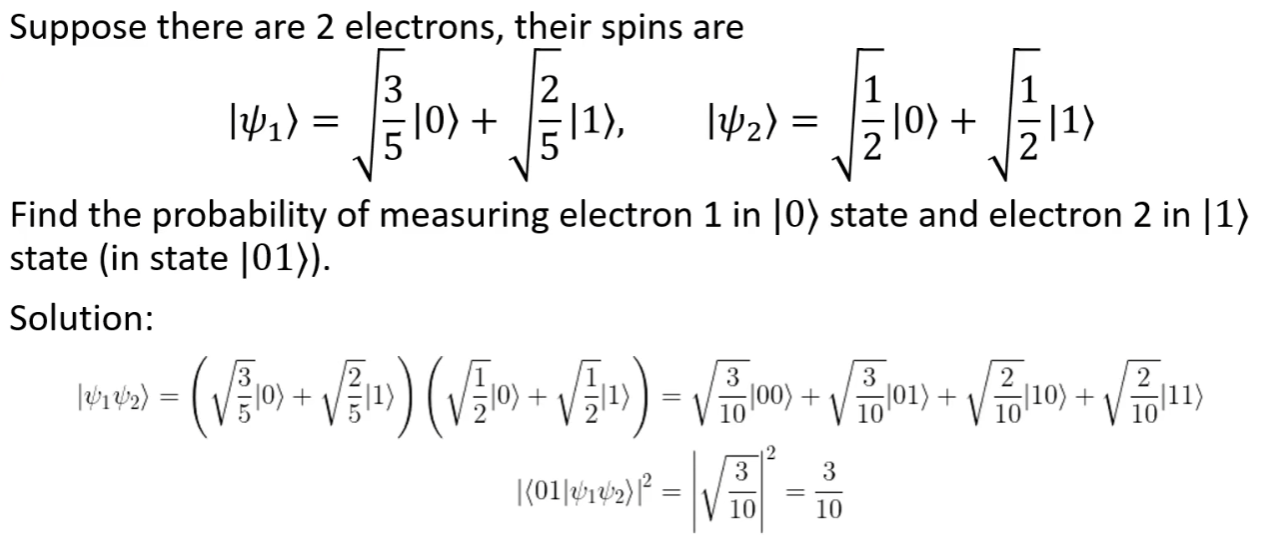 Suppose there are 2 electrons, their spins are
|ψ₁⟩ = √(3/5)|0⟩ + √(2/5)|1⟩, |ψ₂⟩ = √(1/2)|0⟩ + √(1/2)|1⟩
Find the probability of measuring electron 1 in |0⟩ state and electron 2 in |1⟩
state (in state |01⟩).
Solution:
|ψ₁ψ₂⟩ = (√(3/5)|0⟩ + √(2/5)|1⟩)(√(1/2)|0⟩ + √(1/2)|1⟩) = √(3/10)|00⟩ + √(3/10)|01⟩ + √(2/10)|10⟩ + √(2/10)|11⟩
|⟨01|ψ₁ψ₂⟩|² = |√(3/10)|² = 3/10